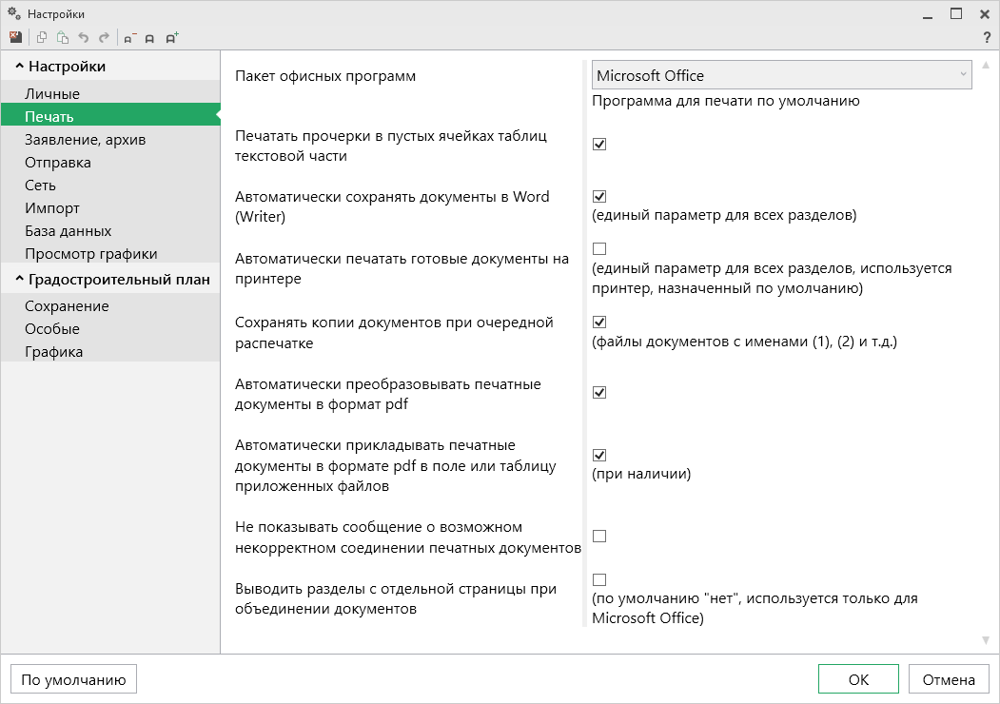 Настройки
?
Настройки
Личные
Печать
Заявление, архив
Отправка
Сеть
Импорт
База данных
Просмотр графики
Градостроительный план
Сохранение
Особые
Графика
Пакет офисных программ
Microsoft Office
Программа для печати по умолчанию
Печатать прочерки в пустых ячейках таблиц
текстовой части
Автоматически сохранять документы в Word
(Writer)
(единый параметр для всех разделов)
Автоматически печатать готовые документы на
принтере
(единый параметр для всех разделов, используется
принтер, назначенный по умолчанию)
Сохранять копии документов при очередной
распечатке
(файлы документов с именами (1), (2) и т.д.)
Автоматически преобразовывать печатные
документы в формат pdf
Автоматически прикладывать печатные
документы в формате pdf в поле или таблицу
приложенных файлов
(при наличии)
Не показывать сообщение о возможном
некорректном соединении печатных документов
Выводить разделы с отдельной страницы при
объединении документов
(по умолчанию "нет", используется только для
Microsoft Office)
По умолчанию
ОК
Отмена